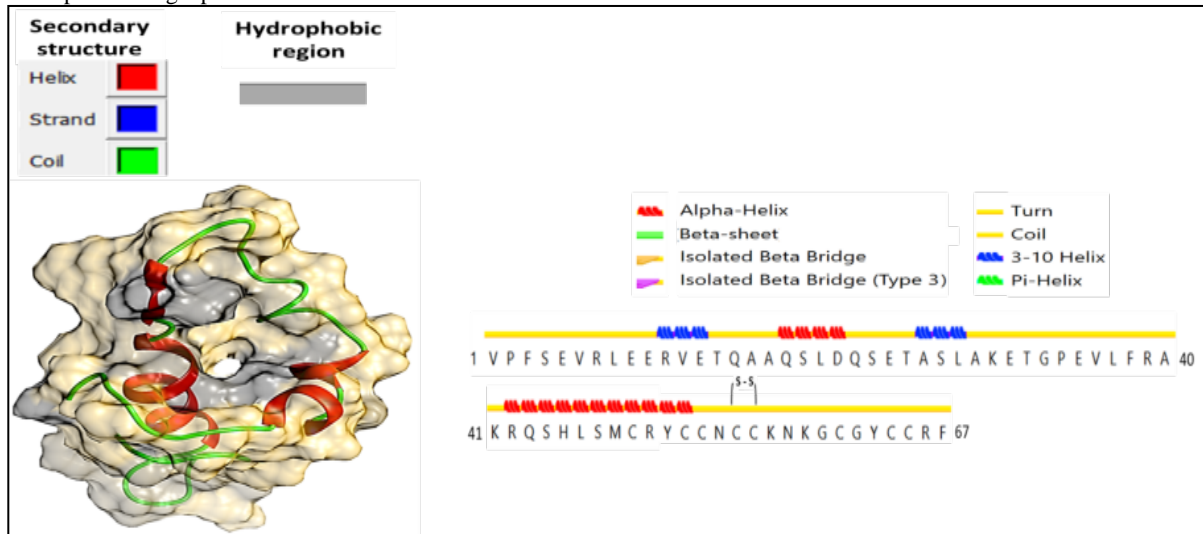 Secondary structure
Helix
Strand
Coil
Hydrophobic region
Alpha-Helix
Beta-sheet
Isolated Beta Bridge
Isolated Beta Bridge (Type 3)
Turn
Coil
3-10 Helix
Pi-Helix
1 V P F S E V R L E E R V E T Q A A Q S L D Q S E T A S L A K E T G P E V L F R A 40
S - S
41 K R Q S H L S M C R Y C C N C C K N K G C G Y C C R F 67